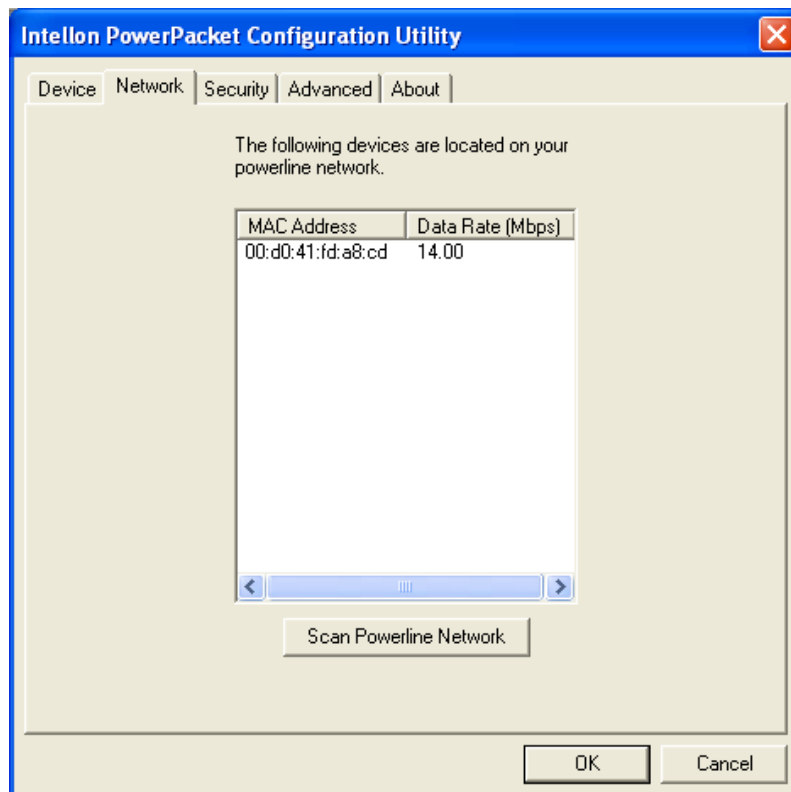 Intellon PowerPacket Configuration Utility
Device Network Security Advanced About
The following devices are located on your
powerline network.
MAC Address Data Rate (Mbps)
00:d0:41:fd:a8:cd 14.00
Scan Powerline Network
OK Cancel